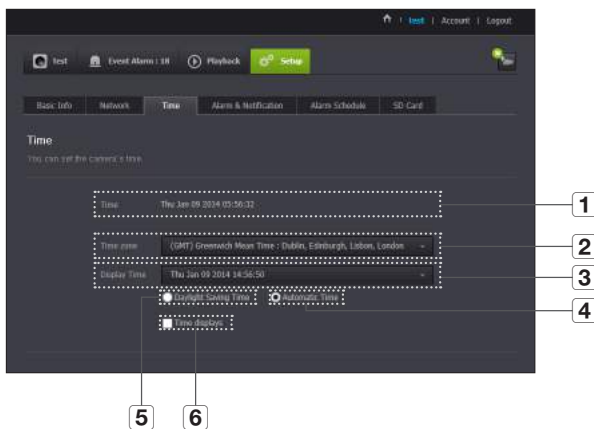 test | Account | Logout
test Event Alarm : 18 Playback Setup
Basic Info Network Time Alarm & Notification Alarm Schedule SD Card
Time
You can set the camera's time.
Time Thu Jan 09 2014 05:56:32
1
Time zone (GMT) Greenwich Mean Time : Dublin, Edinburgh, Lisbon, London
2
Display Time Thu Jan 09 2014 14:56:50
3
Daylight Saving Time Automatic Time
4
Time displays
5 6